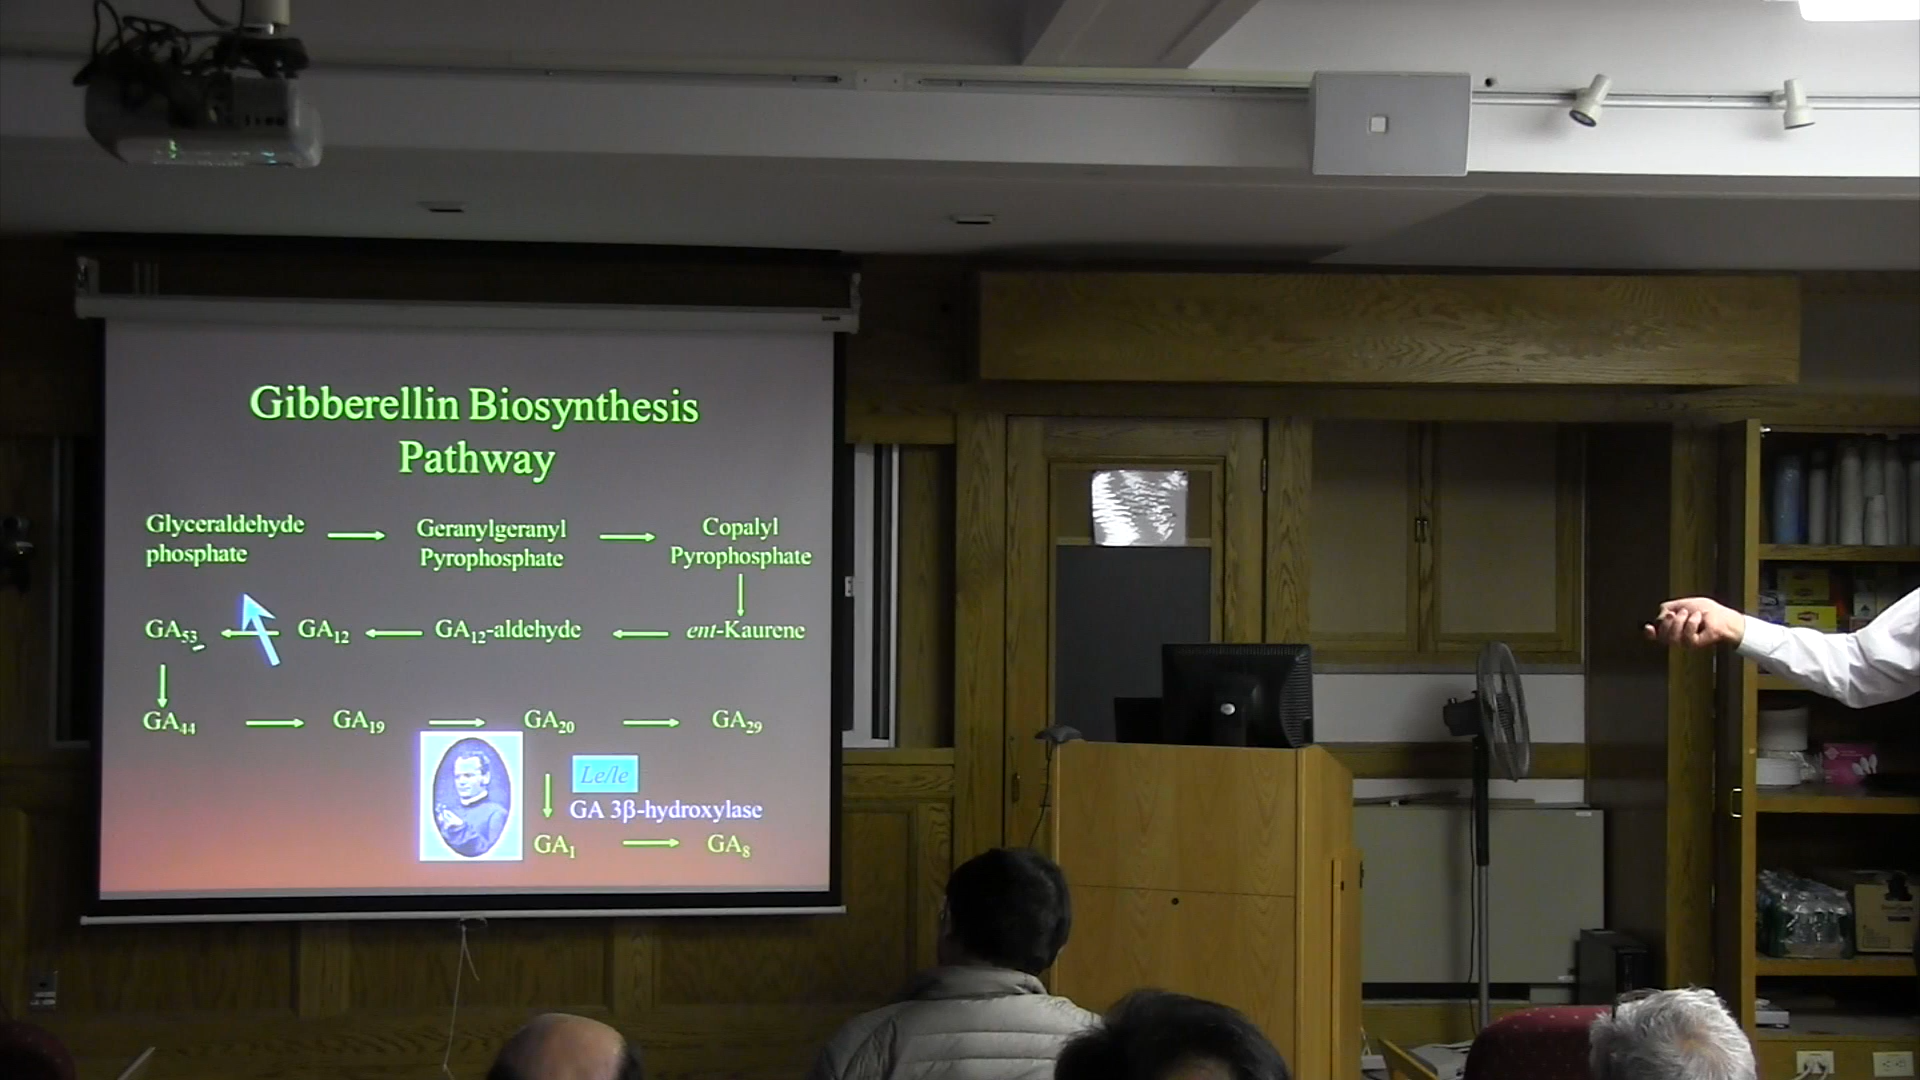 Gibberellin Biosynthesis
Pathway
Glyceraldehyde
phosphate
Geranylgeranyl
Pyrophosphate
Copalyl
Pyrophosphate
GA53
GA12
GA12-aldehyde
ent-Kaurene
GA44
GA19
GA20
GA29
Le/le
GA 3β-hydroxylase
GA1
GA8